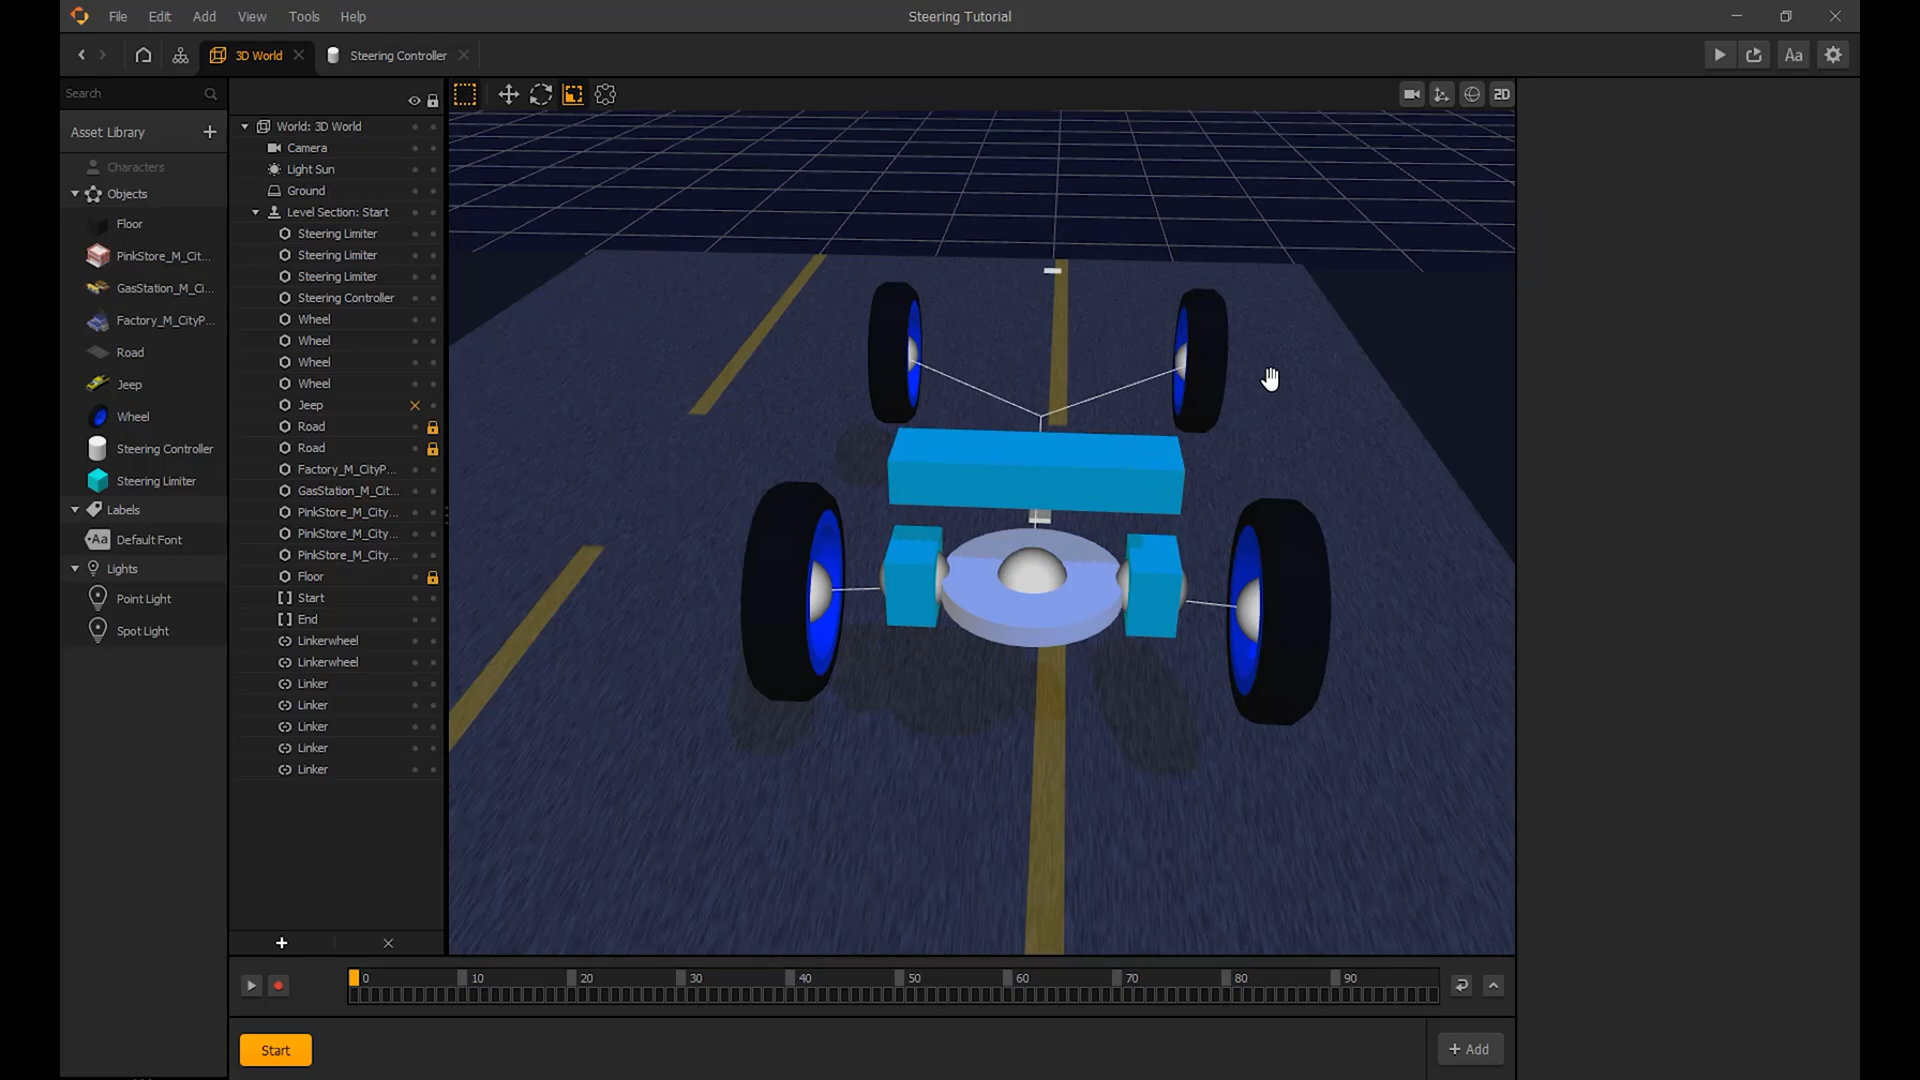 File Edit View Add Tools Help
Steering Tutorial
3D World
Steering Controller
Aa
Search
Asset Library
Characters
Objects
Floor
PinkStore_M_Cit...
GasStation_M_Ci...
Factory_M_CityP...
Road
Jeep
Wheel
Steering Controller
Steering Limiter
Labels
Aa Default Font
Lights
Point Light
Spot Light
World: 3D World
Camera
Light Sun
Ground
Level Section: Start
Steering Limiter
Steering Limiter
Steering Limiter
Steering Controller
Wheel
Wheel
Wheel
Wheel
Jeep
Road
Road
Factory_M_CityP...
GasStation_M_Cit...
PinkStore_M_City...
PinkStore_M_City...
PinkStore_M_City...
Floor
Start
End
Linkerwheel
Linkerwheel
Linker
Linker
Linker
Linker
Linker
2D
0 10 20 30 40 50 60 70 80 90
Start
+ Add